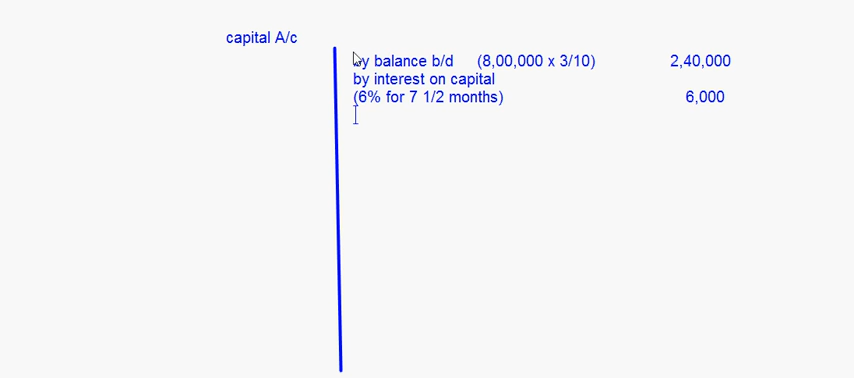 capital A/c
by balance b/d (8,00,000 x 3/10) 2,40,000
by interest on capital
(6% for 7 1/2 months) 6,000